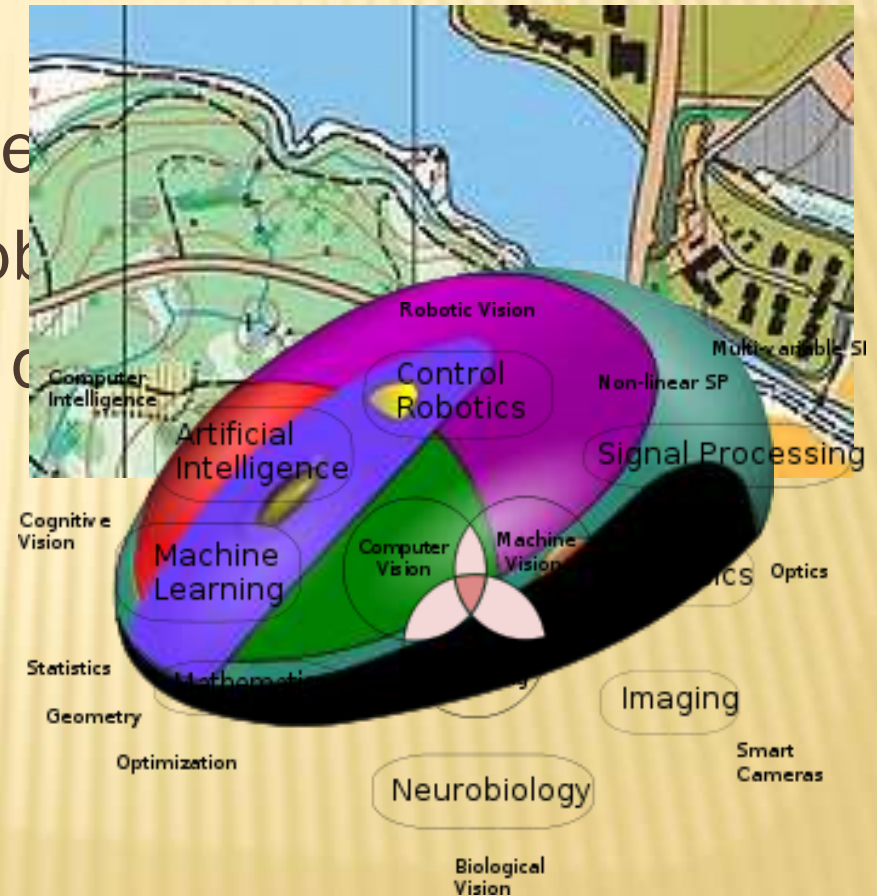 Robotic Vision
Multi-variable SP
Control
Robotics
Non-linear SP
Computer
Intelligence
Artificial
Intelligence
Signal Processing
Cognitive
Vision
Computer
Vision
Machine
Vision
Machine
Learning
Optics
Statistics
Imaging
Geometry
Smart
Cameras
Optimization
Neurobiology
Biological
Vision